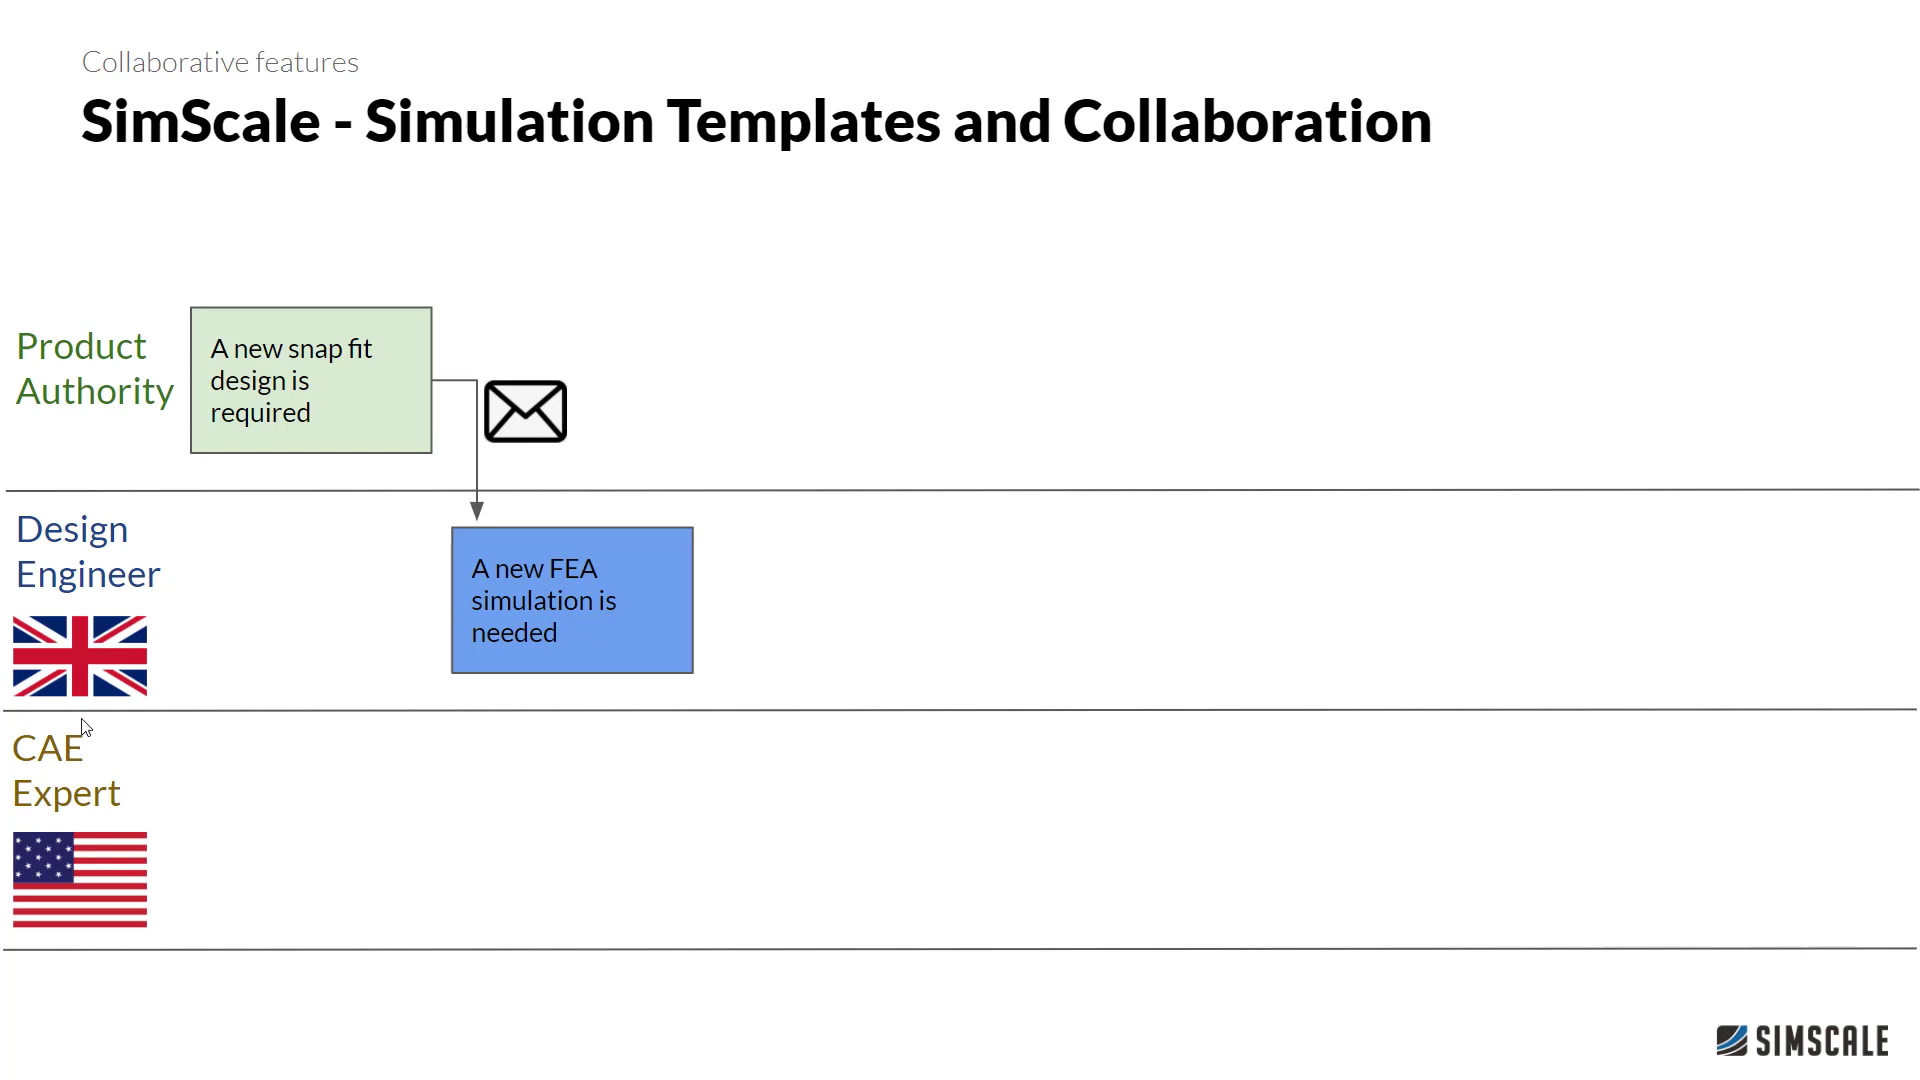 Collaborative features
SimScale - Simulation Templates and Collaboration
Product
Authority
A new snap fit
design is
required
Design
Engineer
A new FEA
simulation is
needed
CAE
Expert
SIMSCALE